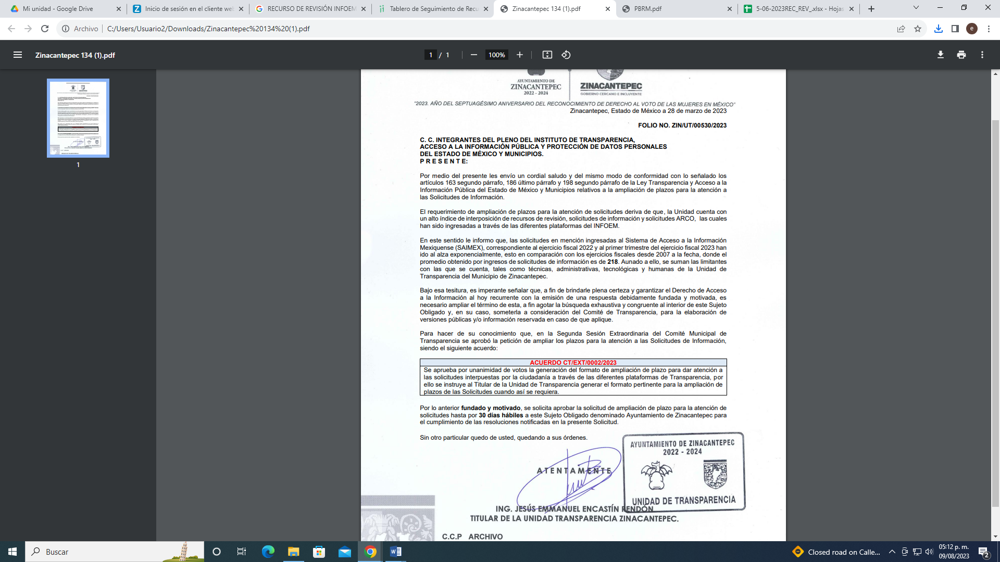 Mi unidad - Google Drive
Inicio de sesión en el cliente web
RECURSO DE REVISIÓN INFOEM
Tablero de Seguimiento de Recu
Zinacantepec 134 (1).pdf
PBRM.pdf
5-06-2023REC_REV_.xlsx - Hojas
Archivo | C:/Users/Usuario2/Downloads/Zinacantepec%20134%20(1).pdf
e
Zinacantepec 134 (1).pdf
1 / 1
100%
1
AYUNTAMIENTO DE
ZINACANTEPEC
2022 - 2024
ZINACANTEPEC
GOBIERNO CERCANO E INCLUYENTE
"2023. AÑO DEL SEPTUAGÉSIMO ANIVERSARIO DEL RECONOCIMIENTO DE DERECHO AL VOTO DE LAS MUJERES EN MÉXICO"
Zinacantepec, Estado de México a 28 de marzo de 2023
FOLIO NO. ZIN/UT/00530/2023
C. C. INTEGRANTES DEL PLENO DEL INSTITUTO DE TRANSPARENCIA,
ACCESO A LA INFORMACIÓN PÚBLICA Y PROTECCIÓN DE DATOS PERSONALES
DEL ESTADO DE MÉXICO Y MUNICIPIOS.
P R E S E N T E:
Por medio del presente les envío un cordial saludo y del mismo modo de conformidad con lo señalado los
artículos 163 segundo párrafo, 186 último párrafo y 198 segundo párrafo de la Ley Transparencia y Acceso a la
Información Pública del Estado de México y Municipios relativos a la ampliación de plazos para la atención a
las Solicitudes de Información.
El requerimiento de ampliación de plazos para la atención de solicitudes deriva de que, la Unidad cuenta con
un alto índice de interposición de recursos de revisión, solicitudes de información y solicitudes ARCO, las cuales
han sido ingresadas a través de las diferentes plataformas del INFOEM.
En este sentido le informo que, las solicitudes en mención ingresadas al Sistema de Acceso a la Información
Mexiquense (SAIMEX), correspondiente al ejercicio fiscal 2022 y al primer trimestre del ejercicio fiscal 2023 han
ido al alza exponencialmente, esto en comparación con los ejercicios fiscales desde 2007 a la fecha, donde el
promedio obtenido por ingresos de solicitudes de información es de 218. Aunado a ello, se suman las limitantes
con las que se cuenta, tales como técnicas, administrativas, tecnológicas y humanas de la Unidad de
Transparencia del Municipio de Zinacantepec.
Bajo esa tesitura, es imperante señalar que, a fin de brindarle plena certeza y garantizar el Derecho de Acceso
a la Información al hoy recurrente con la emisión de una respuesta debidamente fundada y motivada, es
necesario ampliar el término de esta, a fin agotar la búsqueda exhaustiva y congruente al interior de este Sujeto
Obligado y, en su caso, someterla a consideración del Comité de Transparencia, para la elaboración de
versiones públicas y/o información reservada en caso de que aplique.
Para hacer de su conocimiento que, en la Segunda Sesión Extraordinaria del Comité Municipal de
Transparencia se aprobó la petición de ampliar los plazos para la atención a las Solicitudes de Información,
siendo el siguiente acuerdo:
ACUERDO CT/EXT/0002/2023
Se aprueba por unanimidad de votos la generación del formato de ampliación de plazo para dar atención a
las solicitudes interpuestas por la ciudadanía a través de las diferentes plataformas de Transparencia, por
ello se instruye al Titular de la Unidad de Transparencia generar el formato pertinente para la ampliación de
plazos de las Solicitudes cuando así se requiera.
Por lo anterior fundado y motivado, se solicita aprobar la solicitud de ampliación de plazo para la atención de
solicitudes hasta por 30 días hábiles a este Sujeto Obligado denominado Ayuntamiento de Zinacantepec para
el cumplimiento de las resoluciones notificadas en la presente Solicitud.
Sin otro particular quedo de usted, quedando a sus órdenes.
A T E N T A M E N T E
AYUNTAMIENTO DE ZINACANTEPEC
2022 - 2024
UNIDAD DE TRANSPARENCIA
ING. JESÚS EMMANUEL ENCASTÍN RENDÓN
TITULAR DE LA UNIDAD TRANSPARENCIA ZINACANTEPEC.
C.C.P ARCHIVO
Buscar
Closed road on Calle...
05:12 p. m.
09/08/2023
2